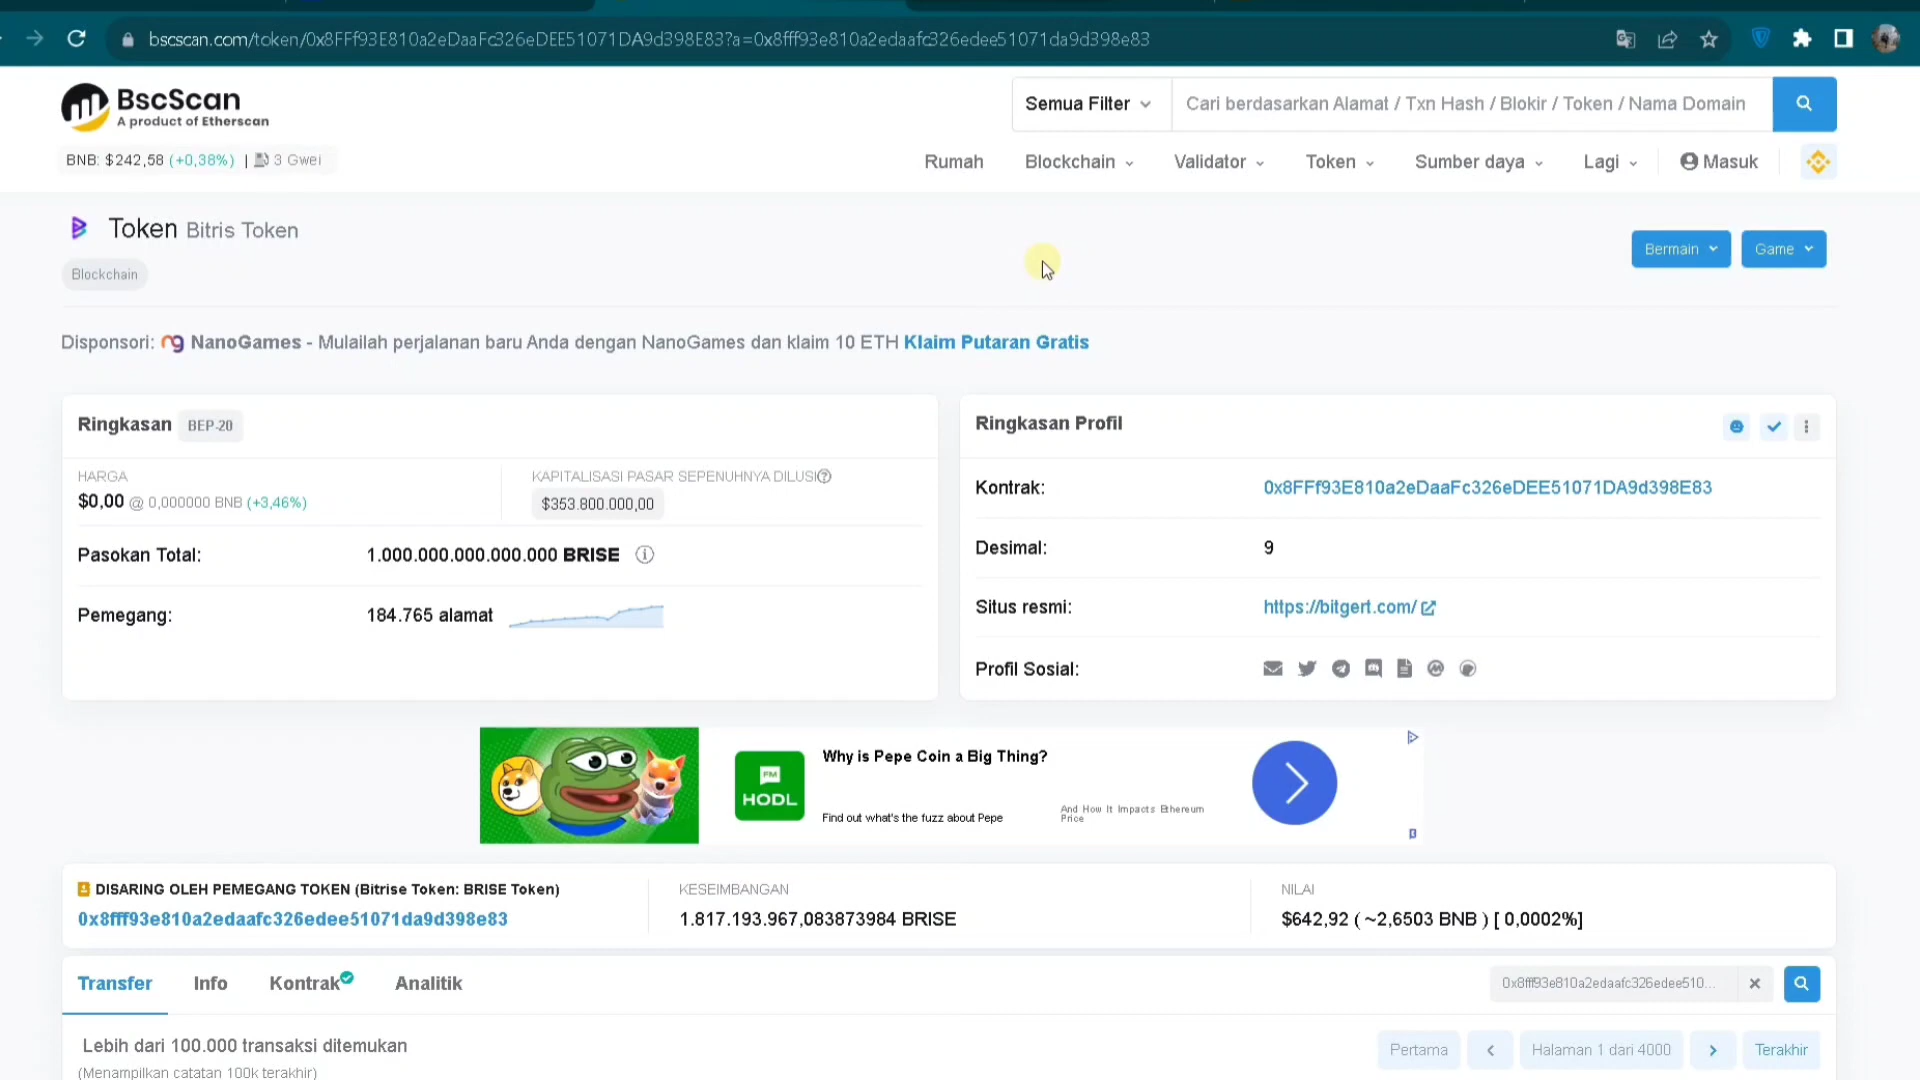 bscscan.com/token/0x8FFf93E810a2eDaaFc326eDEE51071DA9d398E83?a=0x8fff93e810a2edaafc326edee51071da9d398e83
BscScan
A product of Etherscan
Semua Filter
Cari berdasarkan Alamat / Txn Hash / Blokir / Token / Nama Domain
BNB: $242,58 (+0,38%) | 3 Gwei
Rumah Blockchain Validator Token Sumber daya Lagi Masuk
Token Bitris Token
Bermain Game
Blockchain
Disponsori: NanoGames - Mulailah perjalanan baru Anda dengan NanoGames dan klaim 10 ETH Klaim Putaran Gratis
Ringkasan BEP-20
HARGA
$0,00 @ 0,000000 BNB (+3,46%)
KAPITALISASI PASAR SEPENUHNYA DILUSI
$353.800.000,00
Pasokan Total: 1.000.000.000.000.000 BRISE
Pemegang: 184.765 alamat
Ringkasan Profil
Kontrak: 0x8FFf93E810a2eDaaFc326eDEE51071DA9d398E83
Desimal: 9
Situs resmi: https://bitgert.com/
Profil Sosial:
FM
HODL
Why is Pepe Coin a Big Thing?
Find out what's the fuzz about Pepe
And How It Impacts Ethereum
Price
DISARING OLEH PEMEGANG TOKEN (Bitrise Token: BRISE Token)
0x8fff93e810a2edaafc326edee51071da9d398e83
KESEIMBANGAN
1.817.193.967,083873984 BRISE
NILAI
$642,92 ( ~2,6503 BNB ) [ 0,0002%]
Transfer Info Kontrak Analitik
0x8fff93e810a2edaafc326edee510...
Lebih dari 100.000 transaksi ditemukan
(Menampilkan catatan 100k terakhir)
Pertama Halaman 1 dari 4000 Terakhir